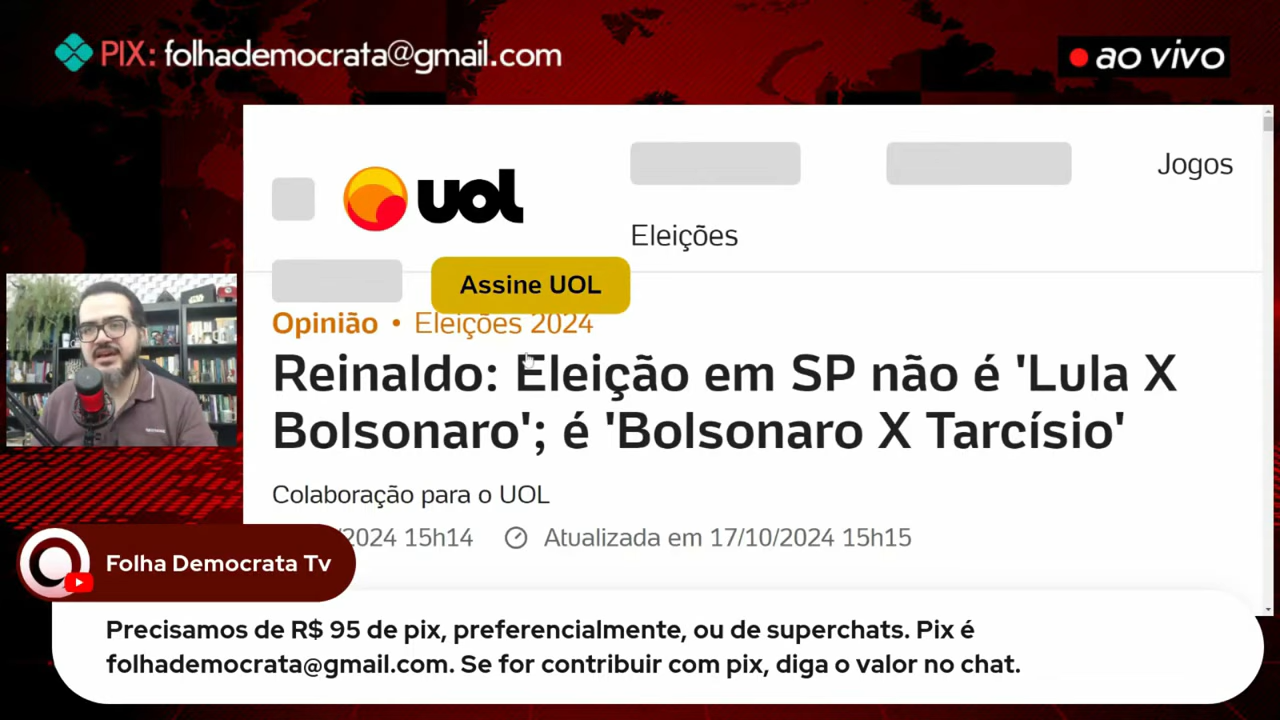 PIX: folhademocrata@gmail.com
ao vivo
uol
Jogos
Eleições
Assine UOL
Opinião • Eleições 2024
Reinaldo: Eleição em SP não é 'Lula X
Bolsonaro'; é 'Bolsonaro X Tarcísio'
Colaboração para o UOL
/2024 15h14 Atualizada em 17/10/2024 15h15
Folha Democrata Tv
Precisamos de R$ 95 de pix, preferencialmente, ou de superchats. Pix é
folhademocrata@gmail.com. Se for contribuir com pix, diga o valor no chat.